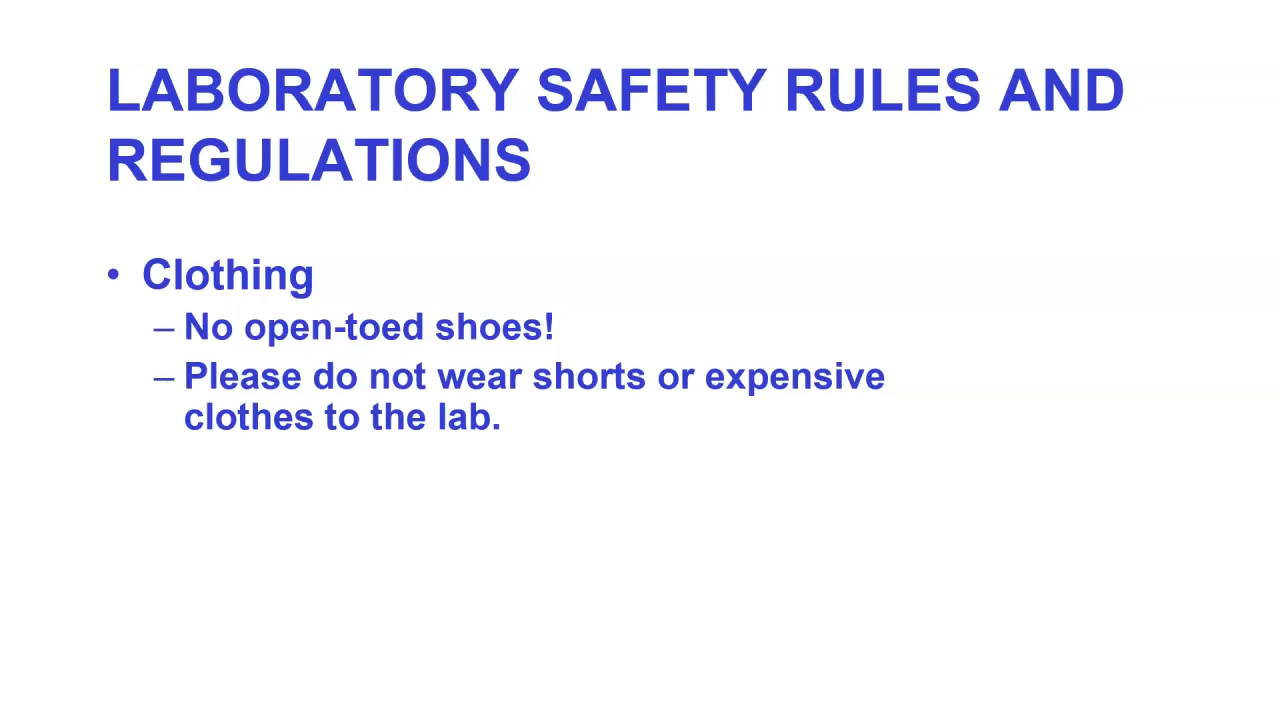 LABORATORY SAFETY RULES AND
REGULATIONS
• Clothing
– No open-toed shoes!
– Please do not wear shorts or expensive
clothes to the lab.